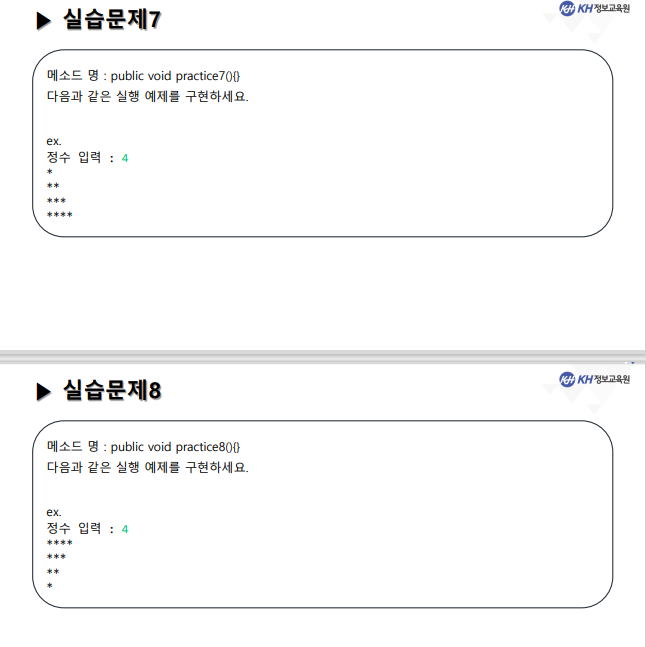 ▶ 실습문제7
KH KH정보교육원
메소드 명 : public void practice7(){}
다음과 같은 실행 예제를 구현하세요.
ex.
정수 입력 : 4
*
**
***
****
▶ 실습문제8
KH KH정보교육원
메소드 명 : public void practice8(){}
다음과 같은 실행 예제를 구현하세요.
ex.
정수 입력 : 4
****
***
**
*